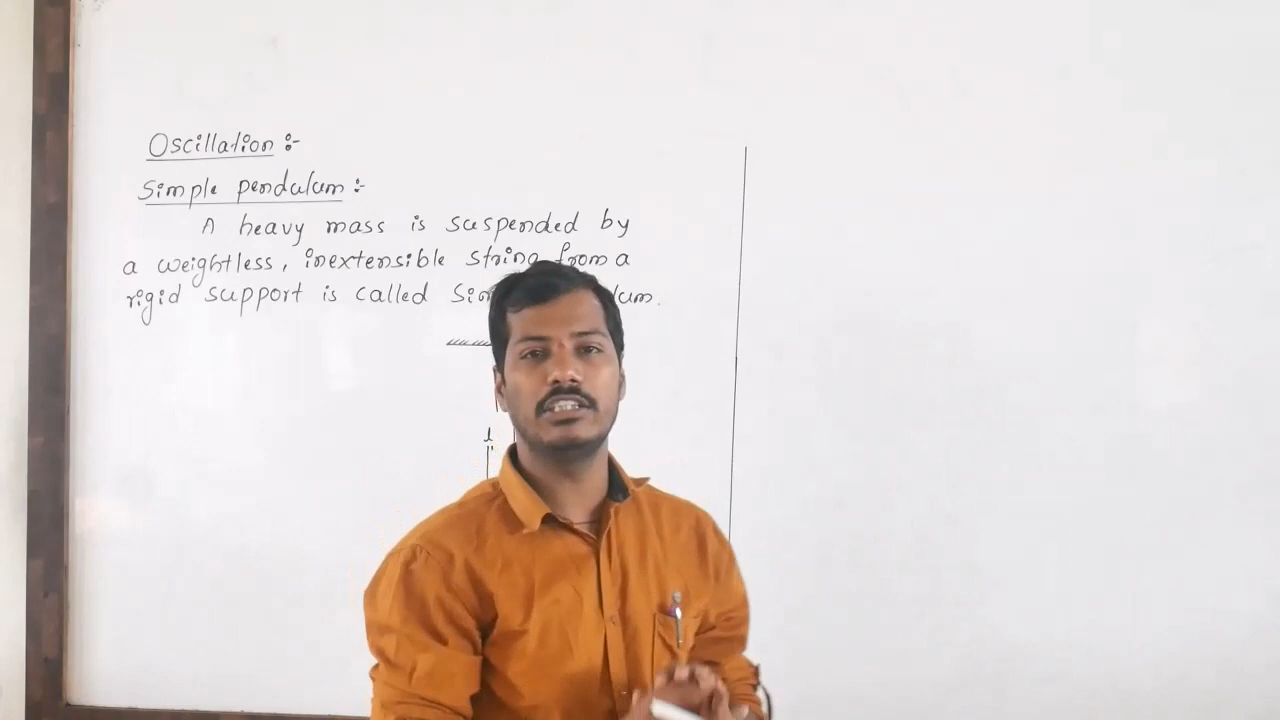 Oscillation :-
Simple pendulum :-
A heavy mass is suspended by
a weightless, inextensible string from a
rigid support is called
l